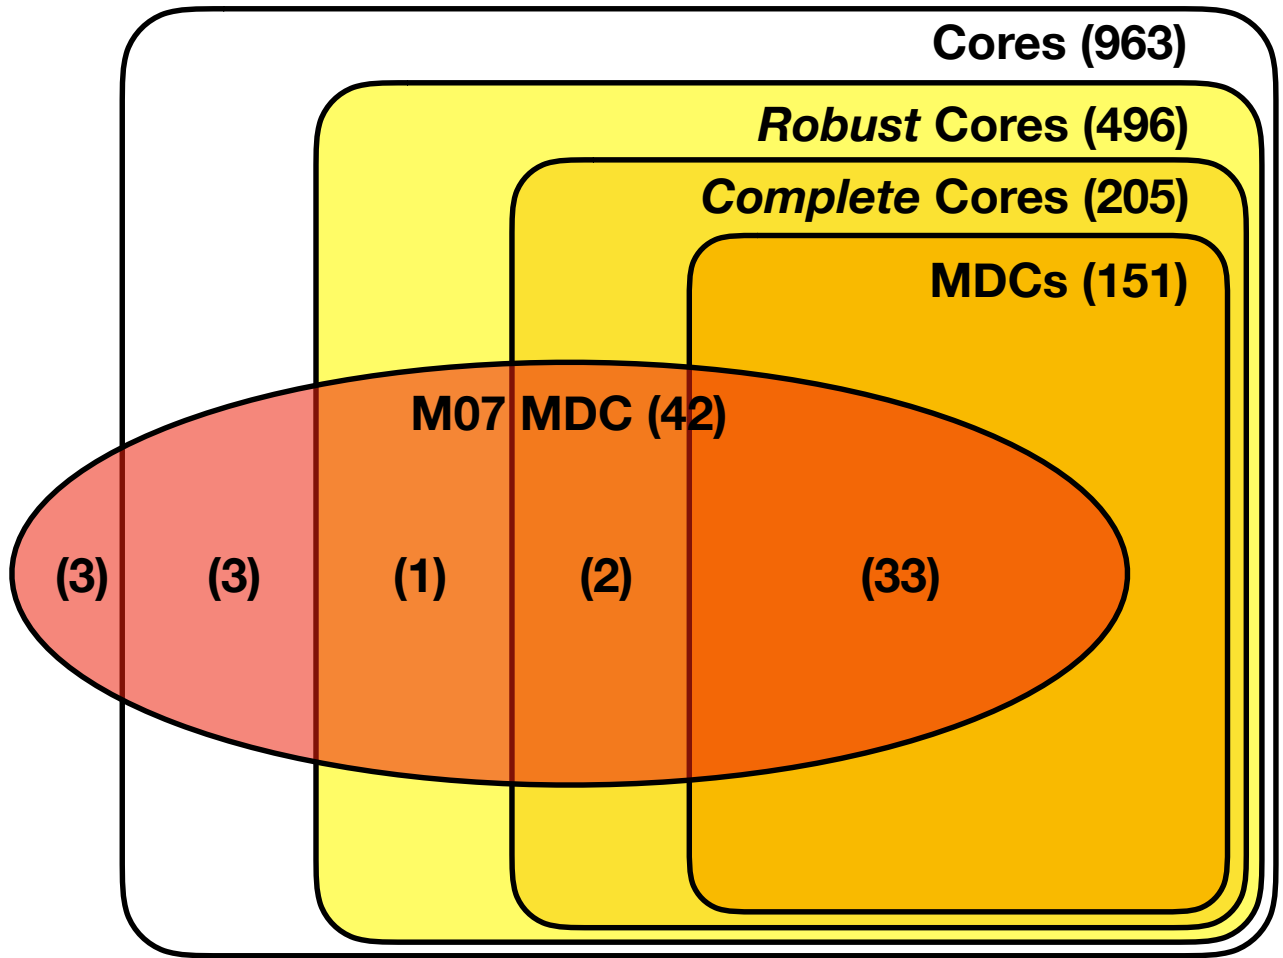 Cores (963)
Robust Cores (496)
Complete Cores (205)
MDCs (151)
M07 MDC (42)
(3) (3) (1) (2) (33)